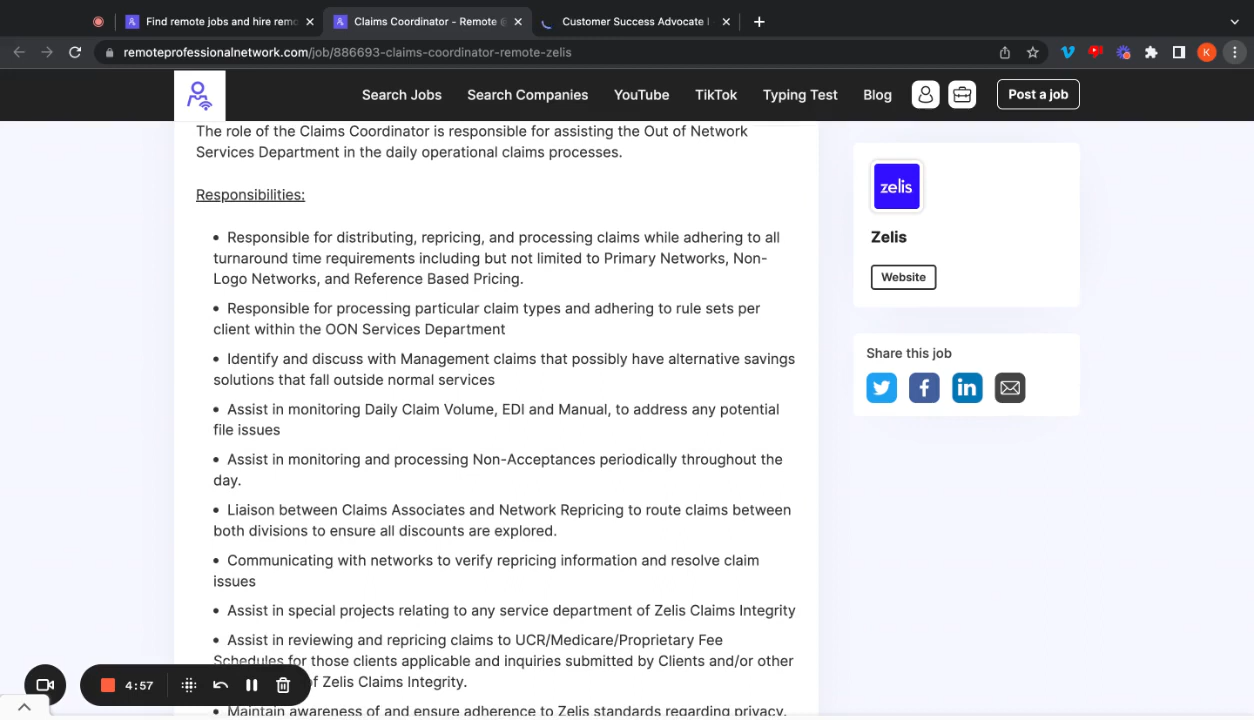 Find remote jobs and hire remo
Claims Coordinator - Remote @
Customer Success Advocate
remoteprofessionalnetwork.com/job/886693-claims-coordinator-remote-zelis
K
Search Jobs
Search Companies
YouTube
TikTok
Typing Test
Blog
Post a job
The role of the Claims Coordinator is responsible for assisting the Out of Network
Services Department in the daily operational claims processes.
Responsibilities:
• Responsible for distributing, repricing, and processing claims while adhering to all
turnaround time requirements including but not limited to Primary Networks, Non-
Logo Networks, and Reference Based Pricing.
• Responsible for processing particular claim types and adhering to rule sets per
client within the OON Services Department
• Identify and discuss with Management claims that possibly have alternative savings
solutions that fall outside normal services
• Assist in monitoring Daily Claim Volume, EDI and Manual, to address any potential
file issues
• Assist in monitoring and processing Non-Acceptances periodically throughout the
day.
• Liaison between Claims Associates and Network Repricing to route claims between
both divisions to ensure all discounts are explored.
• Communicating with networks to verify repricing information and resolve claim
issues
• Assist in special projects relating to any service department of Zelis Claims Integrity
• Assist in reviewing and repricing claims to UCR/Medicare/Proprietary Fee
Schedules for those clients applicable and inquiries submitted by Clients and/or other
of Zelis Claims Integrity.
• Maintain awareness of and ensure adherence to Zelis standards regarding privacy.
zelis
Zelis
Website
Share this job
4:57